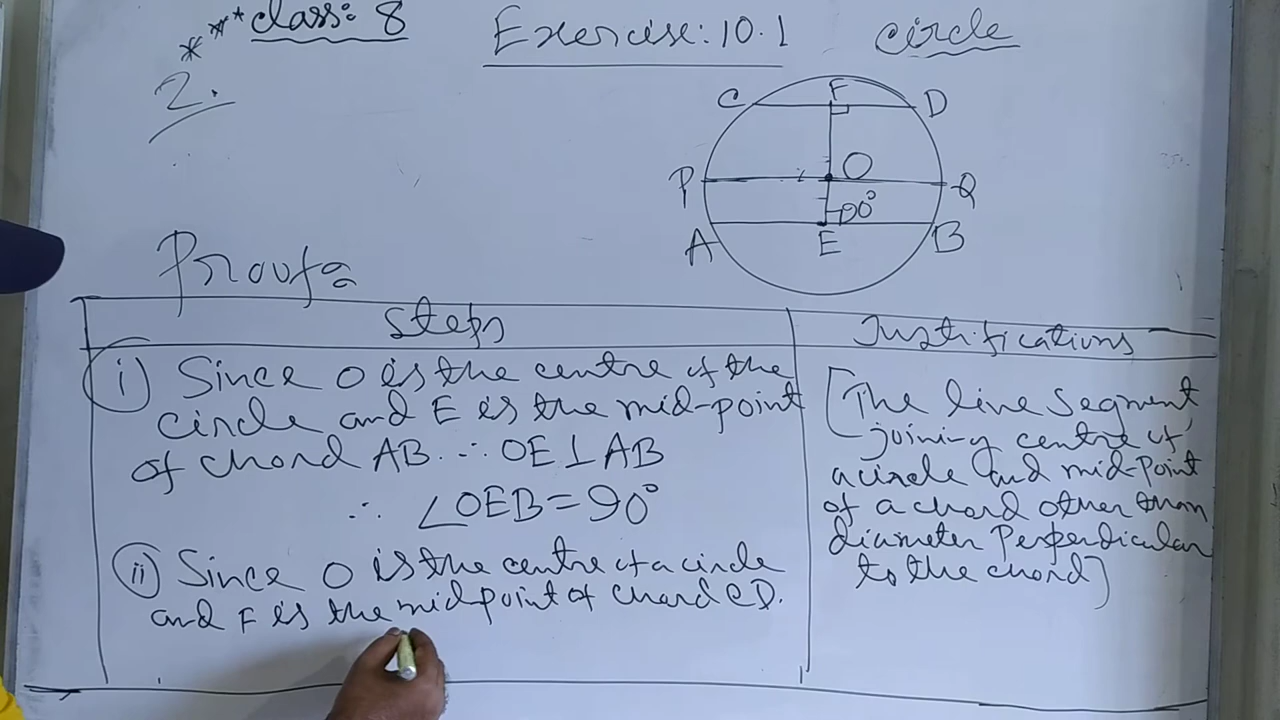 ***class: 8
Exercise: 10.1
circle
2.
C F D
O
P Q
90°
A E B
Proof:
Steps
Justifications
i) Since O is the centre of the
circle and E is the mid-point
of chord AB. ∴ OE⊥AB
∴ ∠OEB=90°
ii) Since O is the centre of a circle
and F is the midpoint of chord CD.
[The line segment
joining centre of
a circle and mid-point
of a chord other than
diameter Perpendicular
to the chord]